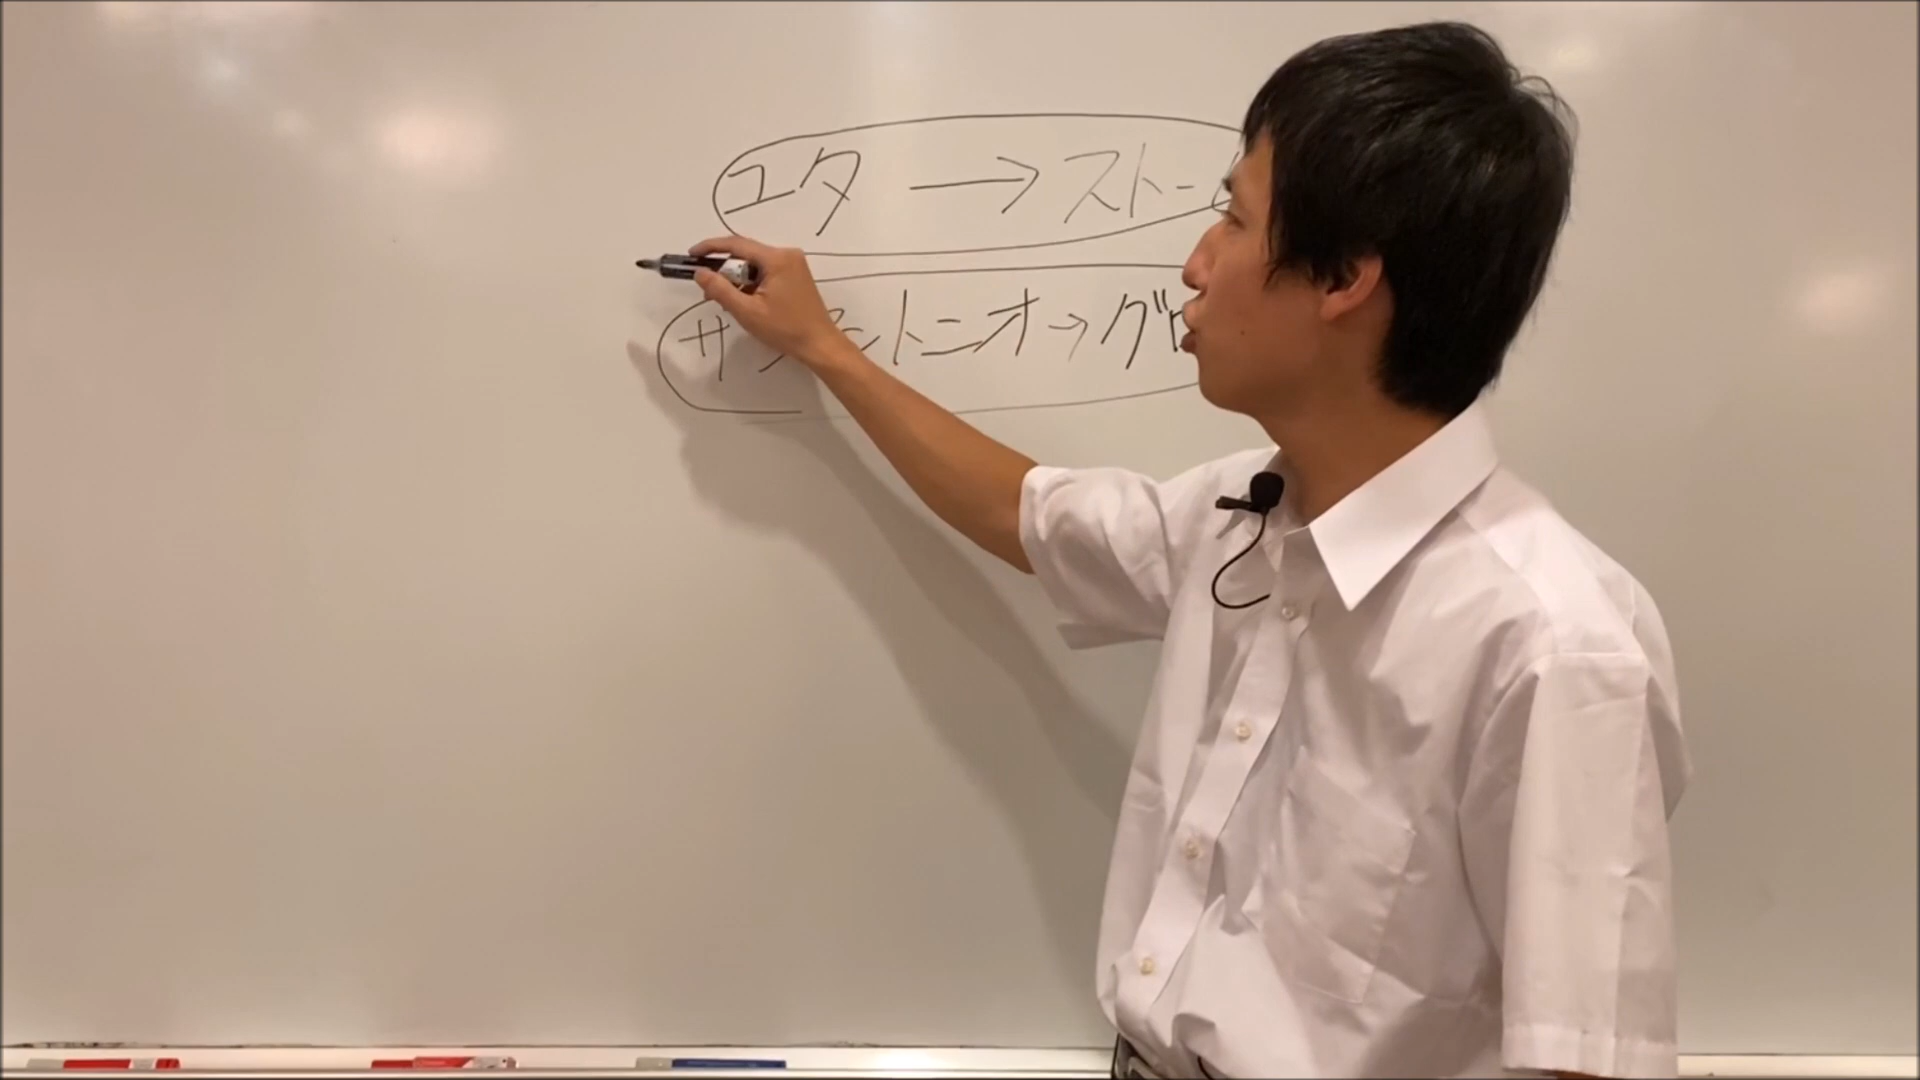 ユタ → ストー
サ ントニオ→グ